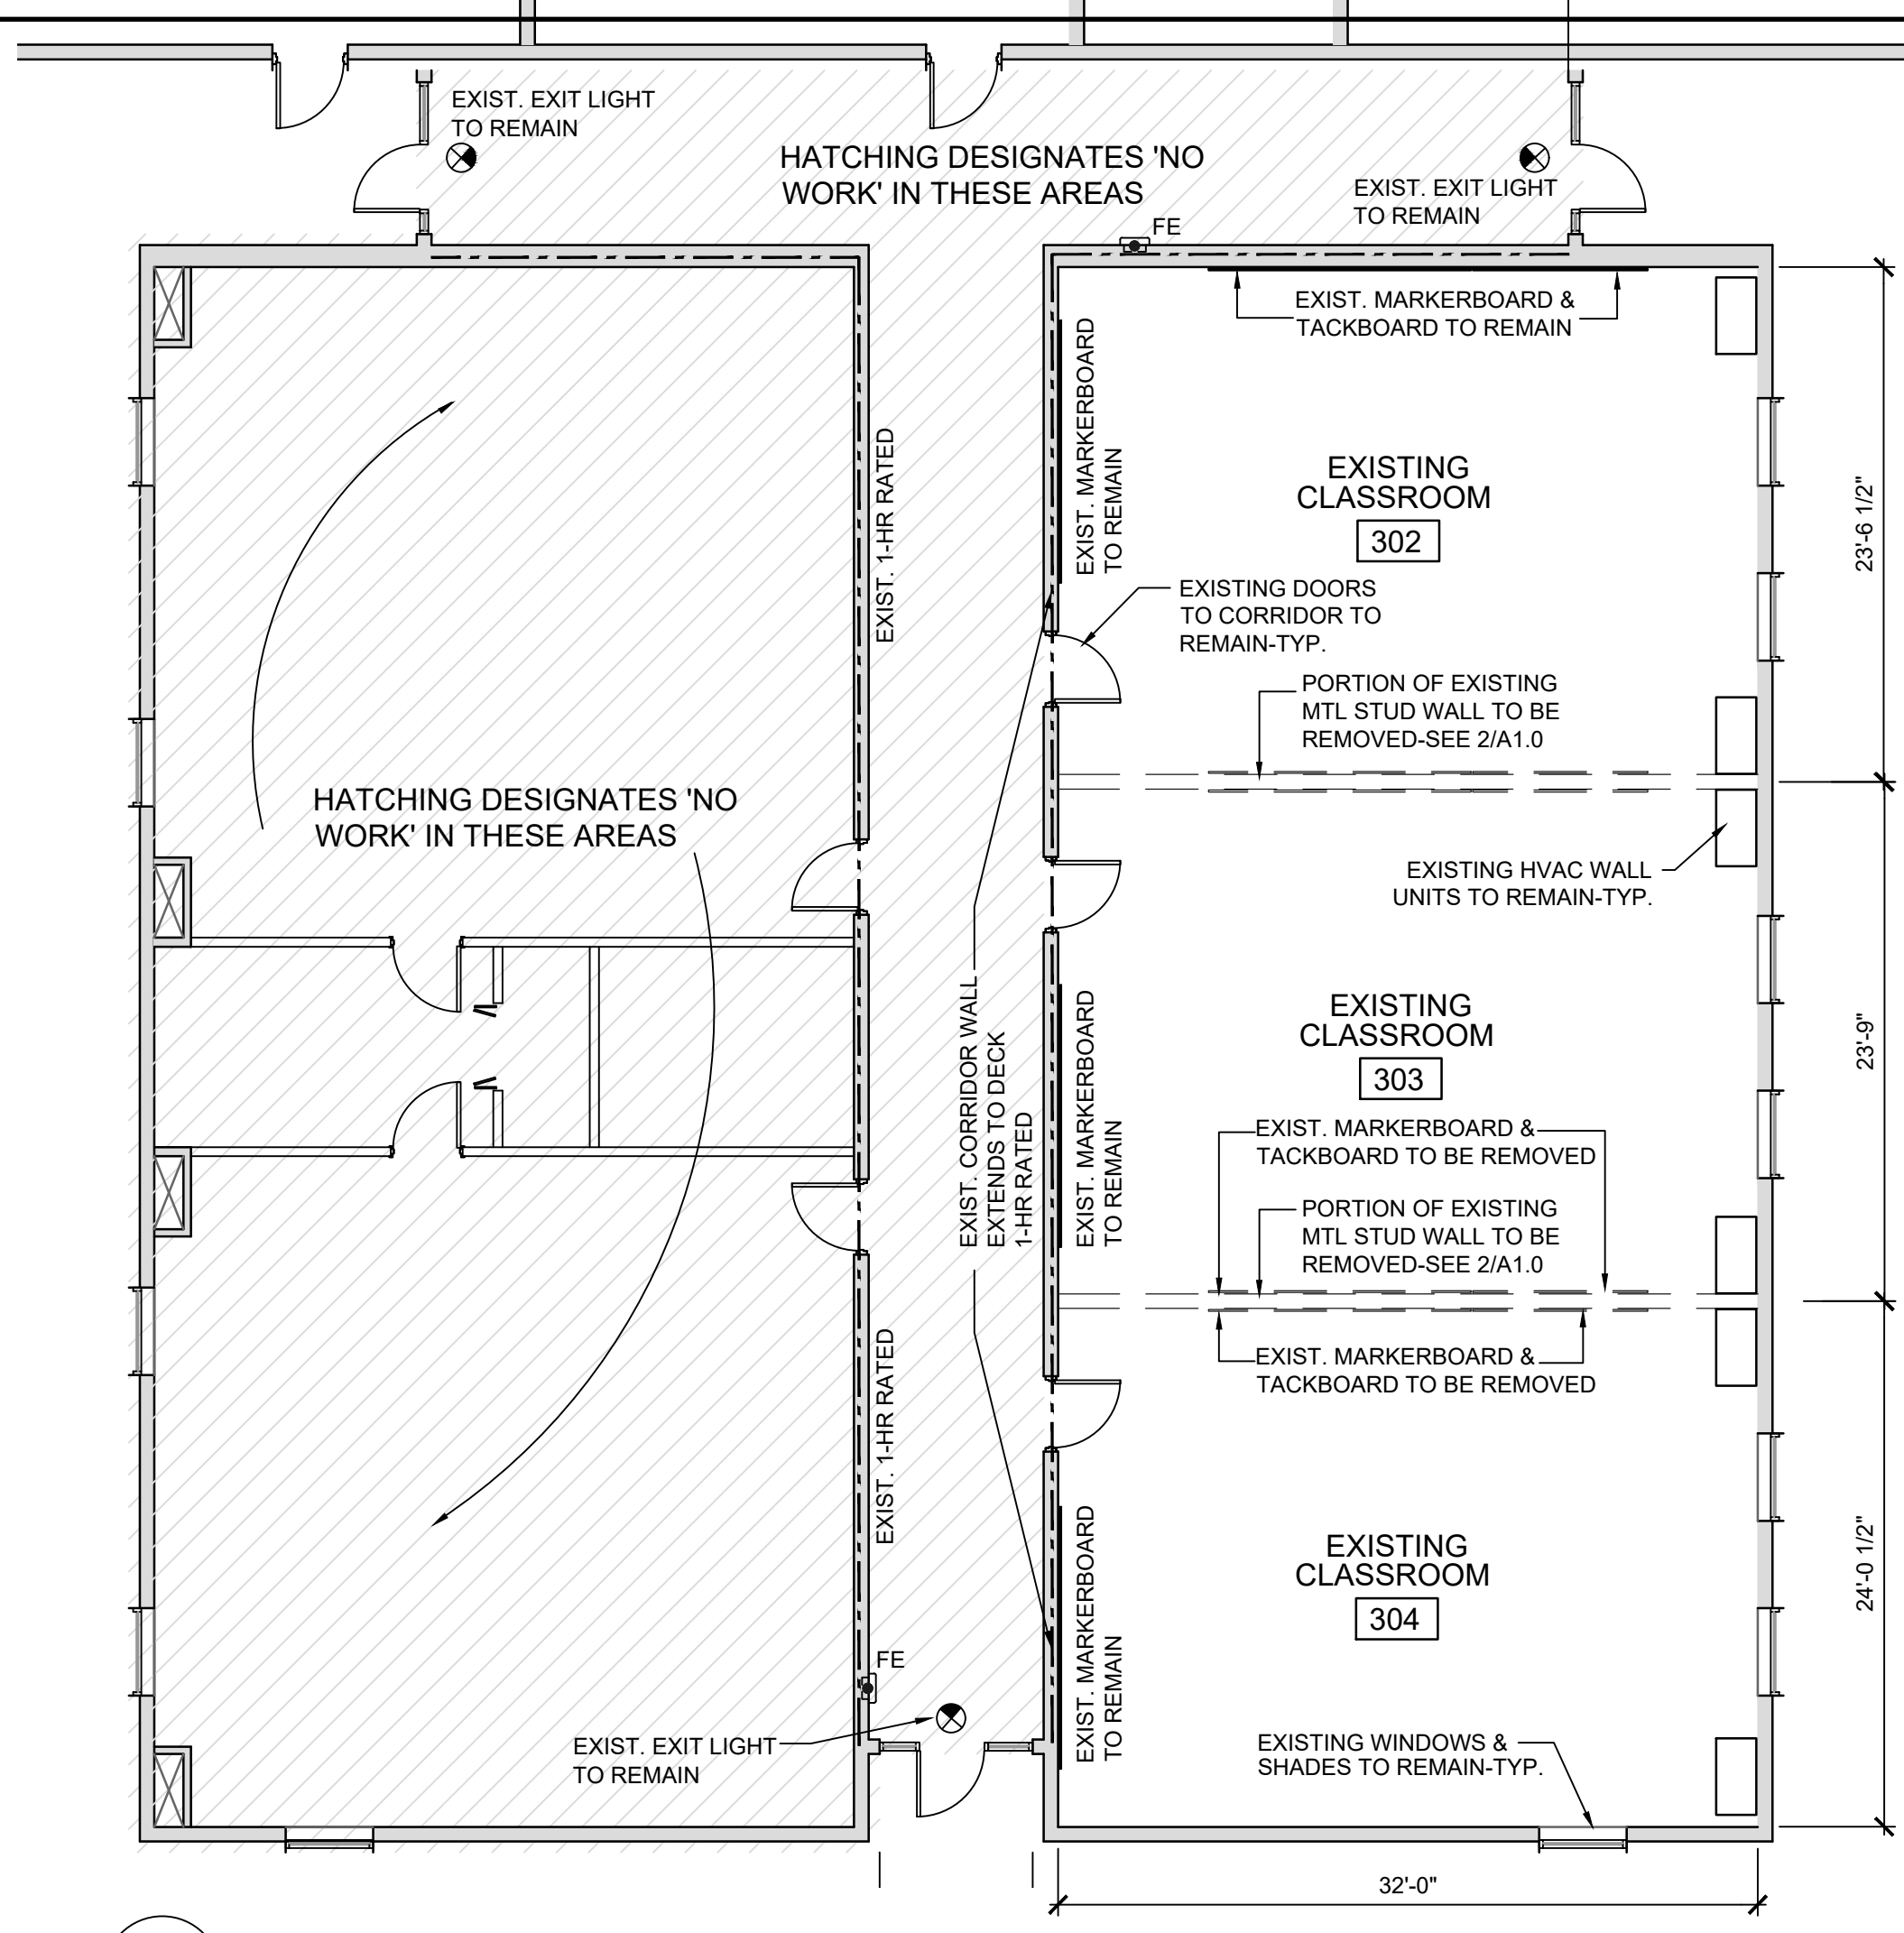 EXIST. EXIT LIGHT
TO REMAIN
HATCHING DESIGNATES 'NO
WORK' IN THESE AREAS
EXIST. EXIT LIGHT
TO REMAIN
FE
EXIST. MARKERBOARD &
TACKBOARD TO REMAIN
EXIST. MARKERBOARD
TO REMAIN
EXIST. 1-HR RATED
EXISTING
CLASSROOM
302
23'-6 1/2"
EXISTING DOORS
TO CORRIDOR TO
REMAIN-TYP.
PORTION OF EXISTING
MTL STUD WALL TO BE
REMOVED-SEE 2/A1.0
HATCHING DESIGNATES 'NO
WORK' IN THESE AREAS
EXISTING HVAC WALL
UNITS TO REMAIN-TYP.
EXIST. CORRIDOR WALL
EXTENDS TO DECK
1-HR RATED
EXIST. MARKERBOARD
TO REMAIN
EXISTING
CLASSROOM
303
23'-9"
EXIST. MARKERBOARD &
TACKBOARD TO BE REMOVED
PORTION OF EXISTING
MTL STUD WALL TO BE
REMOVED-SEE 2/A1.0
EXIST. MARKERBOARD &
TACKBOARD TO BE REMOVED
EXIST. 1-HR RATED
EXIST. MARKERBOARD
TO REMAIN
EXISTING
CLASSROOM
304
24'-0 1/2"
FE
EXIST. EXIT LIGHT
TO REMAIN
EXISTING WINDOWS &
SHADES TO REMAIN-TYP.
32'-0"